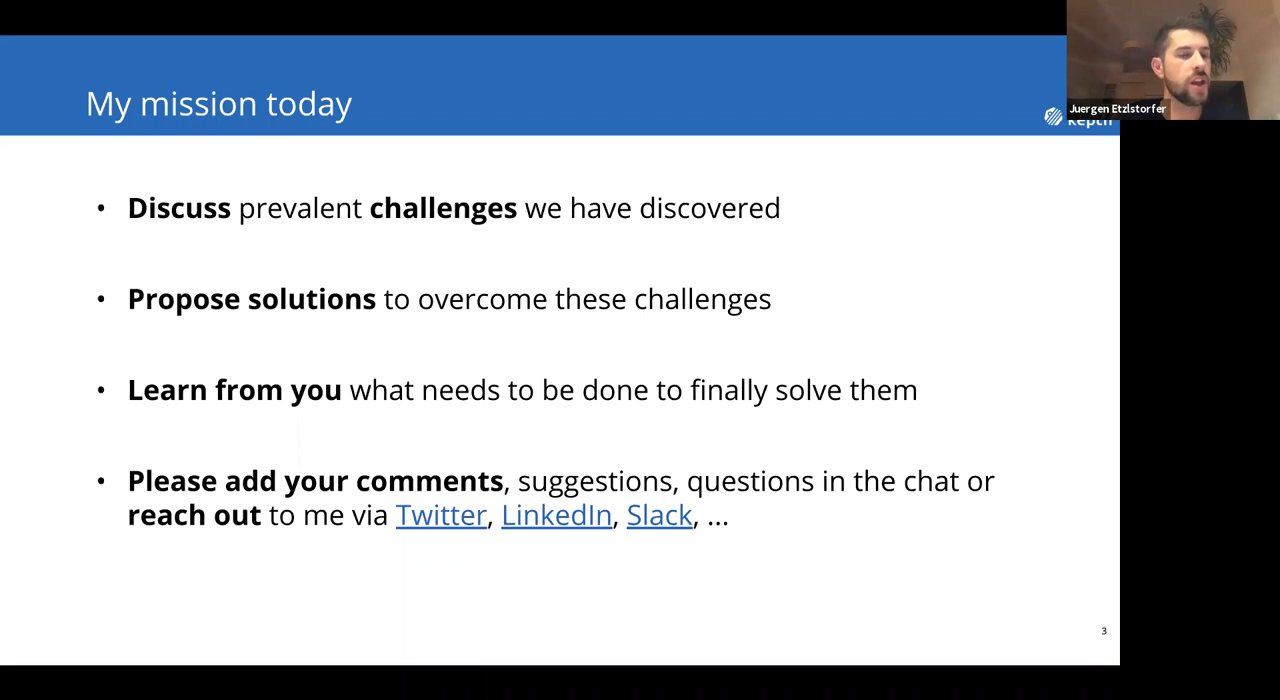 My mission today
Juergen Etzlstorfer
keptn
• Discuss prevalent challenges we have discovered
• Propose solutions to overcome these challenges
• Learn from you what needs to be done to finally solve them
• Please add your comments, suggestions, questions in the chat or
reach out to me via Twitter, LinkedIn, Slack, ...
3